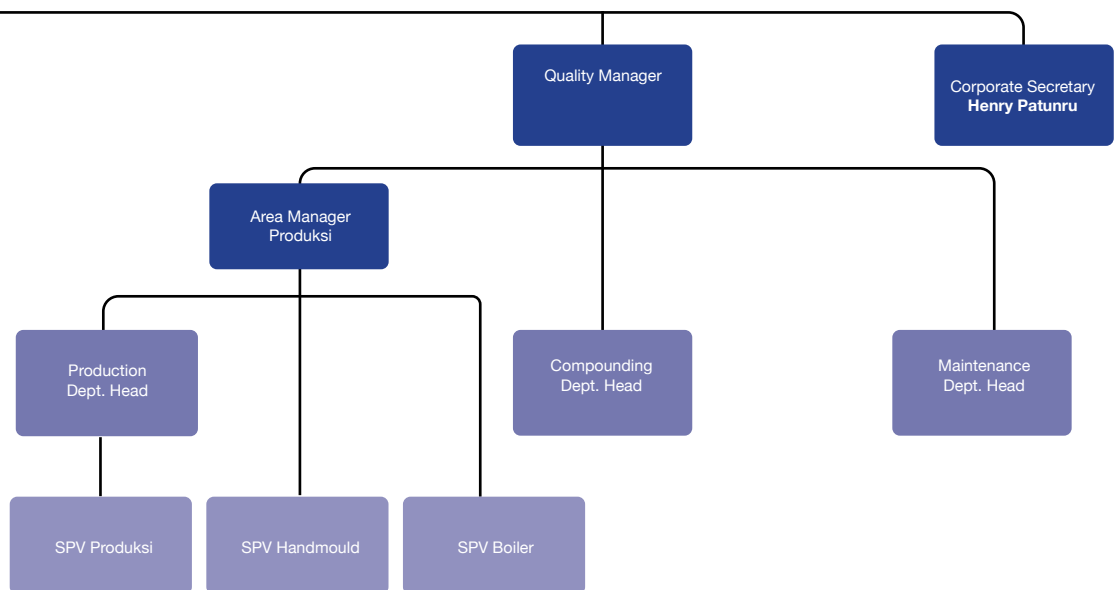 Quality Manager
Corporate Secretary
Henry Patunru
Area Manager
Produksi
Production
Dept. Head
Compounding
Dept. Head
Maintenance
Dept. Head
SPV Produksi
SPV Handmould
SPV Boiler